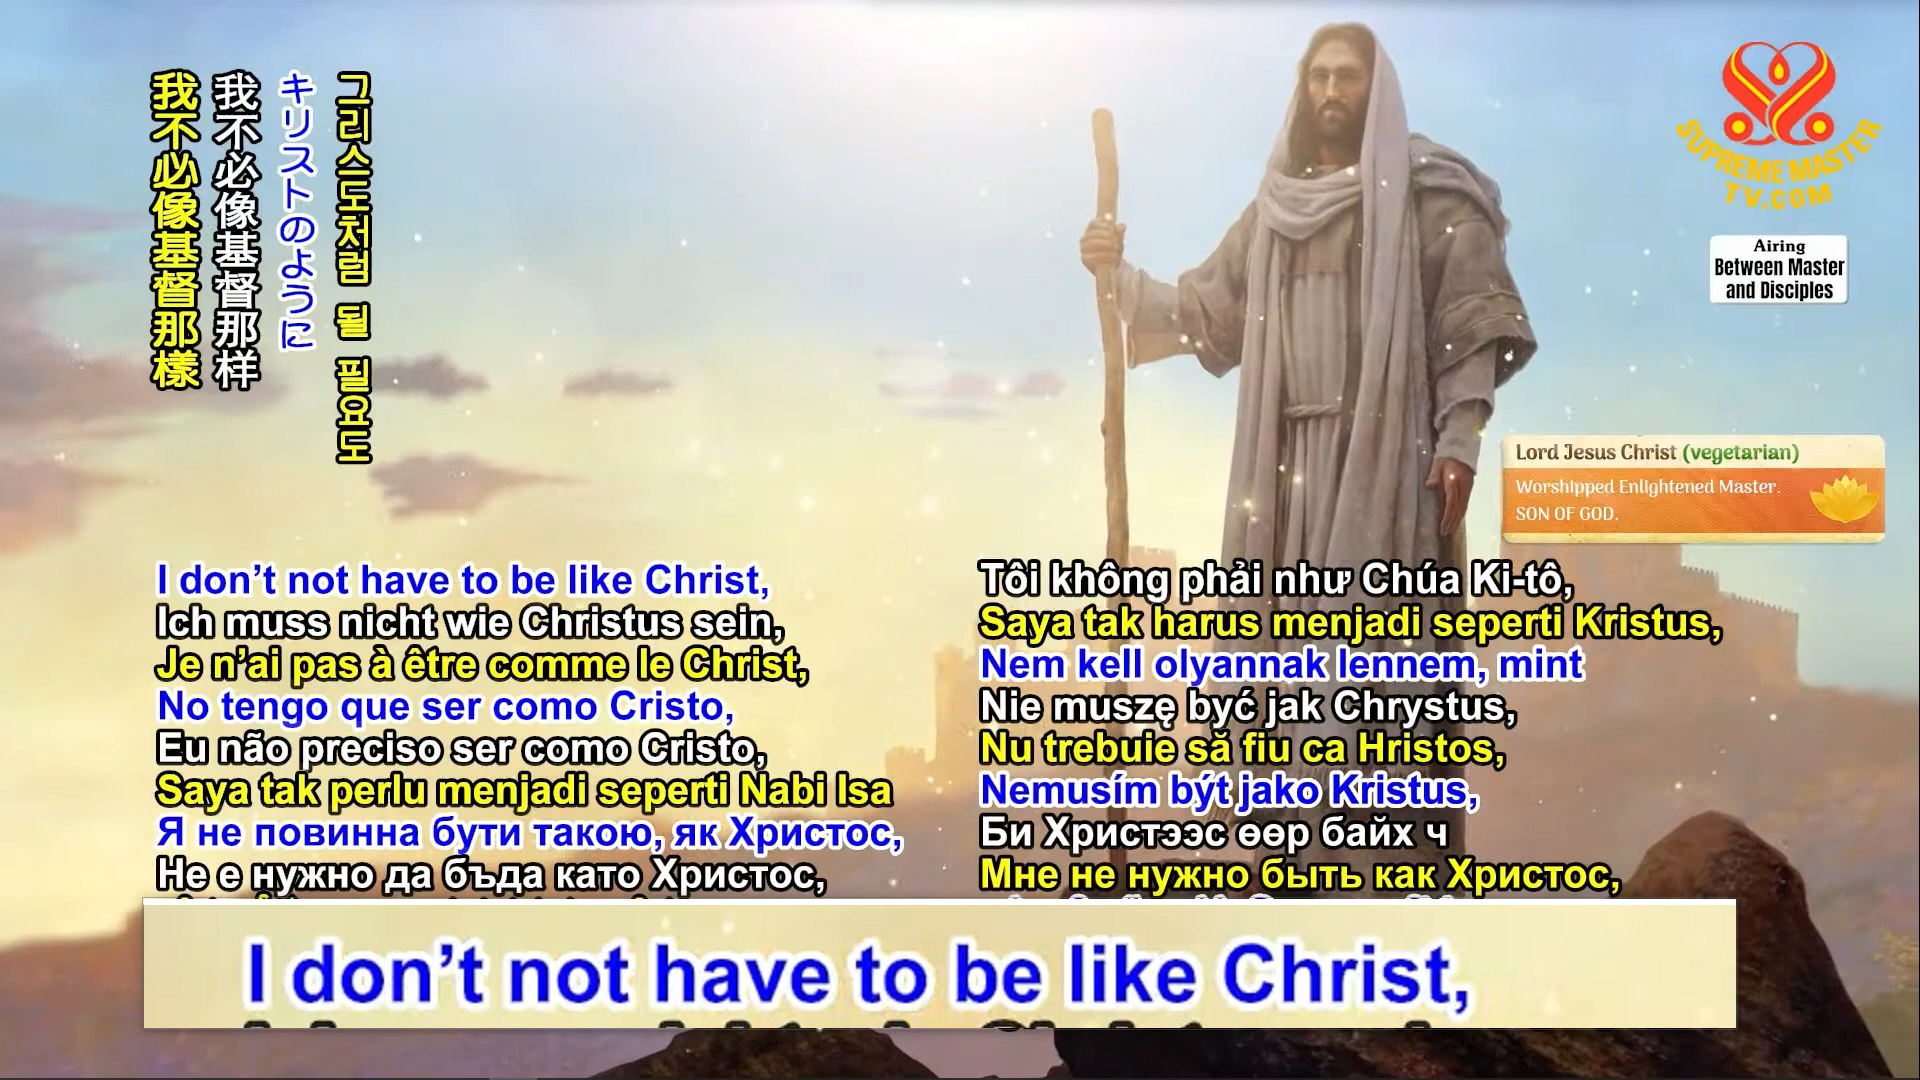 我不必像基督那樣
我不必像基督那样
キリストのように
그리스도처럼 될 필요도
SUPREME MASTER
TV.COM
Airing
Between Master
and Disciples
Lord Jesus Christ (vegetarian)
Worshipped Enlightened Master.
SON OF GOD.
I don’t not have to be like Christ,
Ich muss nicht wie Christus sein,
Je n’ai pas à être comme le Christ,
No tengo que ser como Cristo,
Eu não preciso ser como Cristo,
Saya tak perlu menjadi seperti Nabi Isa
Я не повинна бути такою, як Христос,
Не е нужно да бъда като Христос,
Tôi không phải như Chúa Ki-tô,
Saya tak harus menjadi seperti Kristus,
Nem kell olyannak lennem, mint
Nie muszę być jak Chrystus,
Nu trebuie să fiu ca Hristos,
Nemusím být jako Kristus,
Би Христээс өөр байх ч
Мне не нужно быть как Христос,
I don’t not have to be like Christ,